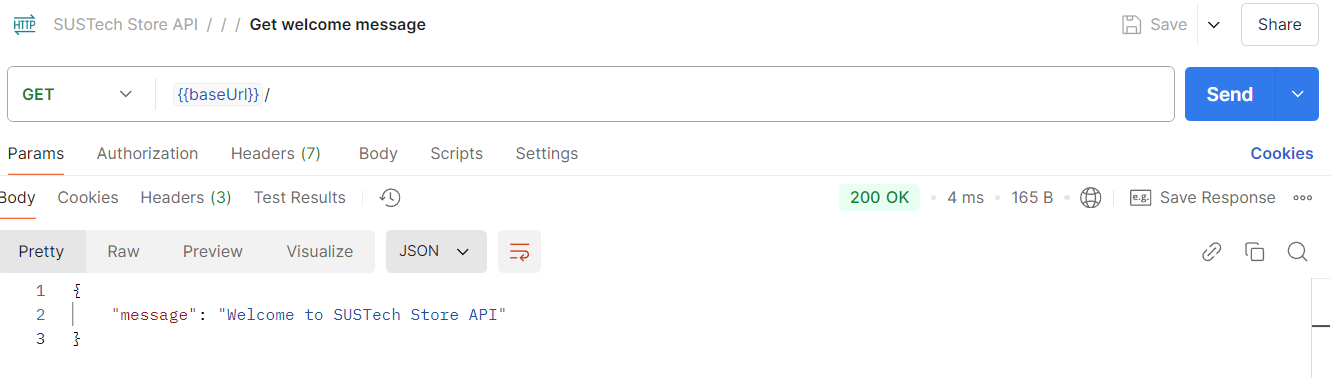 HTTP SUSTech Store API / / / Get welcome message Save Share
GET {{baseUrl}} / Send
Params Authorization Headers (7) Body Scripts Settings Cookies
Body Cookies Headers (3) Test Results 200 OK • 4 ms • 165 B • e.g. Save Response
Pretty Raw Preview Visualize JSON
1 {
2 "message": "Welcome to SUSTech Store API"
3 }